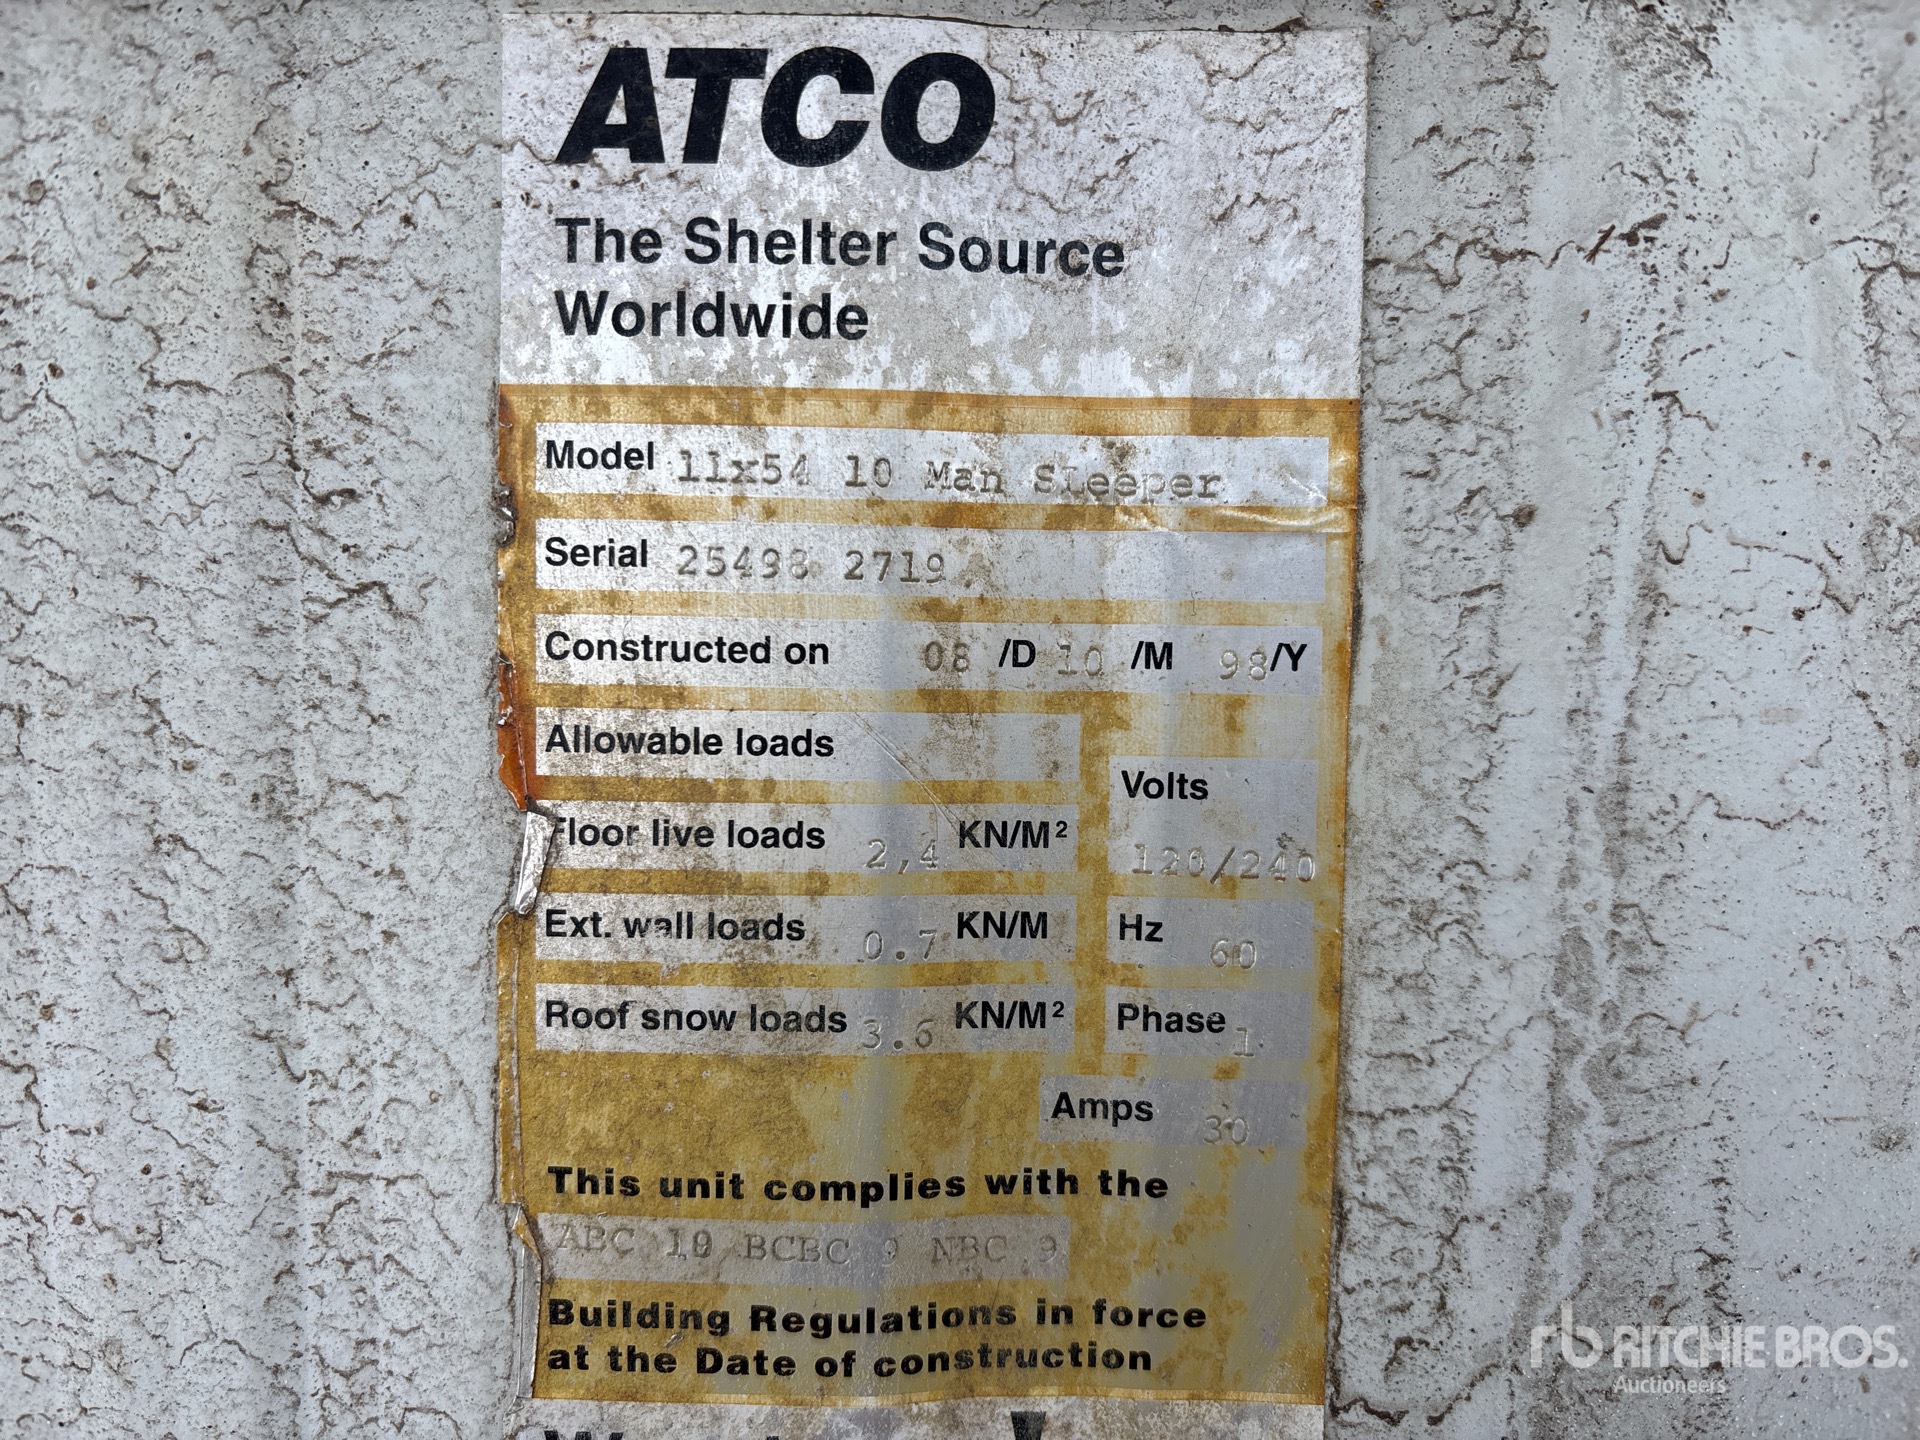 ATCO
The Shelter Source
Worldwide
Model 11x54 10 Man Sleeper
Serial 25498 2719
Constructed on 08 /D 10 /M 98 /Y
Allowable loads
Volts
120/240
Floor live loads 2,4 KN/M²
Ext. wall loads 0.7 KN/M
Hz 60
Roof snow loads 3.6 KN/M²
Phase 1
Amps 30
This unit complies with the
ABC 10 BCBC 9 NBC 9
Building Regulations in force
at the Date of construction
rb RITCHIE BROS.
Auctioneers